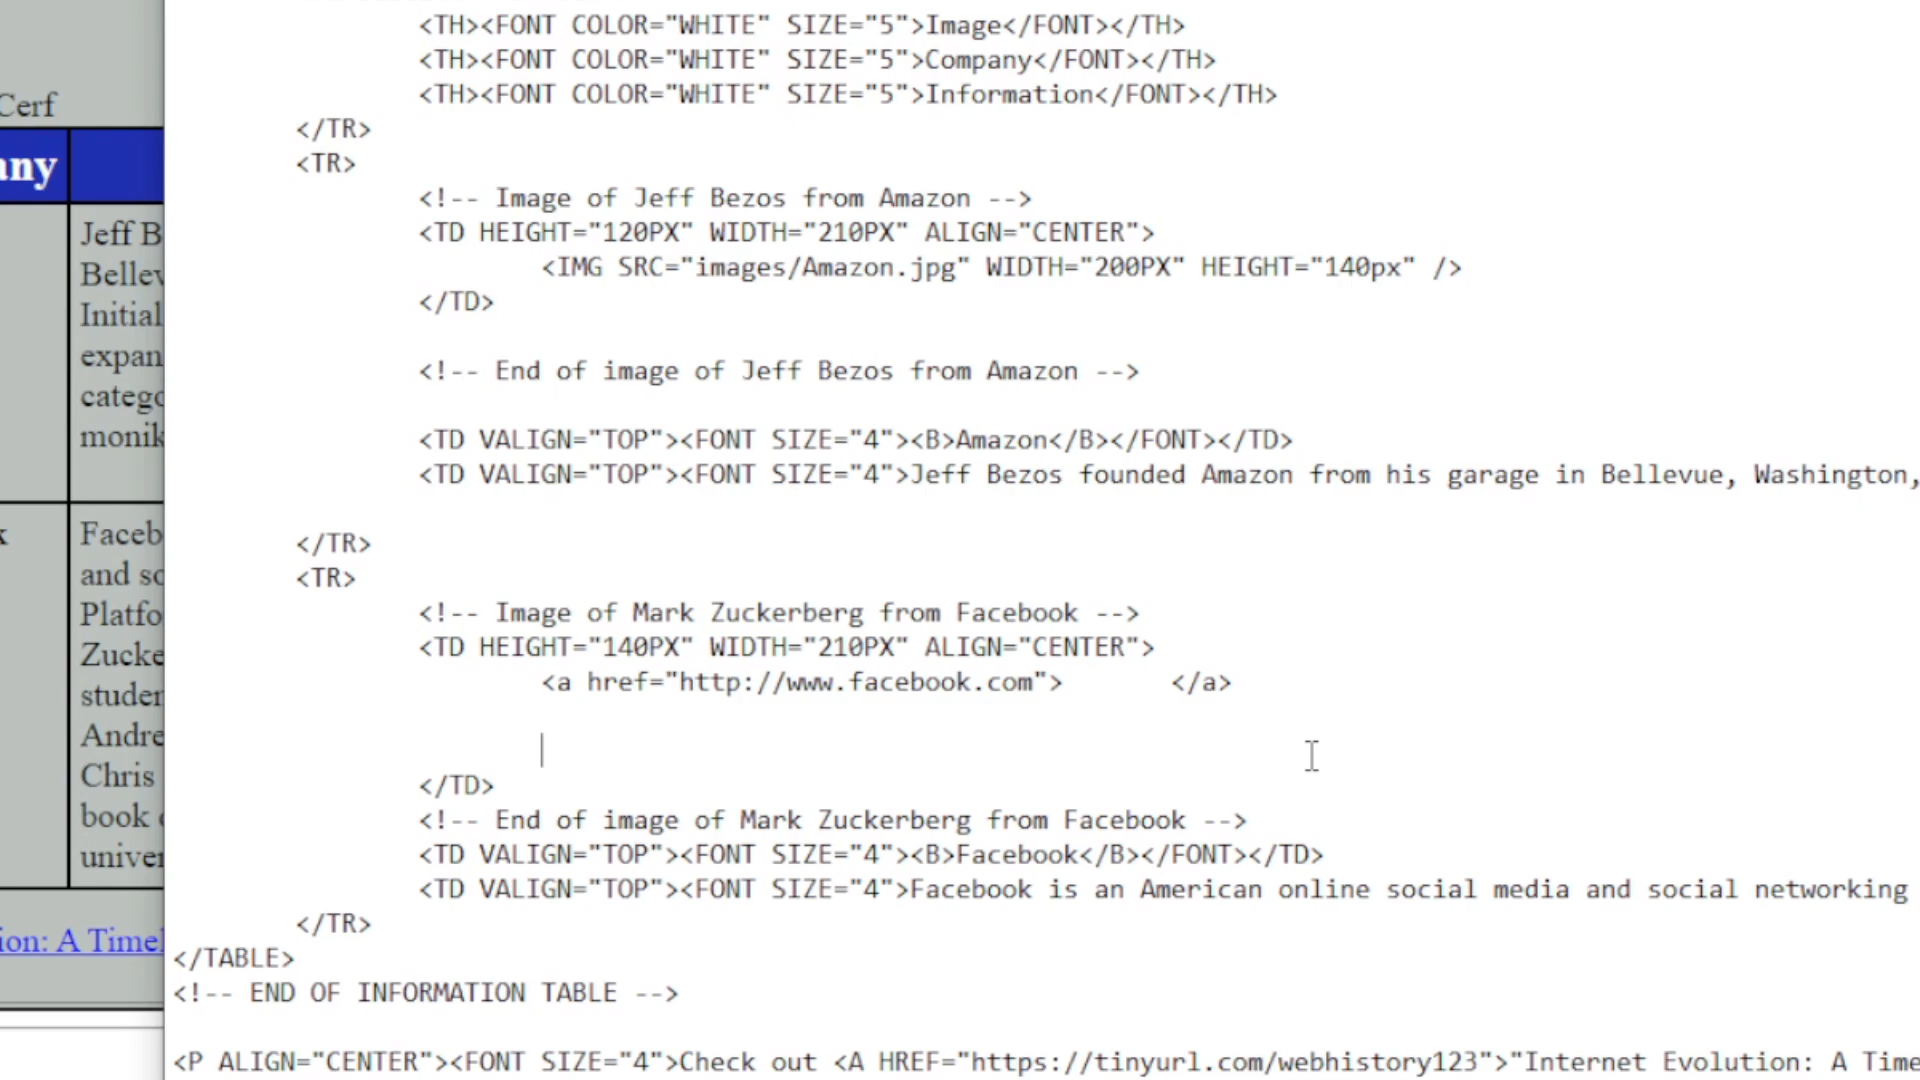 <TH><FONT COLOR="WHITE" SIZE="5">Image</FONT></TH>
<TH><FONT COLOR="WHITE" SIZE="5">Company</FONT></TH>
<TH><FONT COLOR="WHITE" SIZE="5">Information</FONT></TH>
</TR>
<TR>
<!-- Image of Jeff Bezos from Amazon -->
<TD HEIGHT="120PX" WIDTH="210PX" ALIGN="CENTER">
<IMG SRC="images/Amazon.jpg" WIDTH="200PX" HEIGHT="140px" />
</TD>
<!-- End of image of Jeff Bezos from Amazon -->
<TD VALIGN="TOP"><FONT SIZE="4"><B>Amazon</B></FONT></TD>
<TD VALIGN="TOP"><FONT SIZE="4">Jeff Bezos founded Amazon from his garage in Bellevue, Washington,
</TR>
<TR>
<!-- Image of Mark Zuckerberg from Facebook -->
<TD HEIGHT="140PX" WIDTH="210PX" ALIGN="CENTER">
<a href="http://www.facebook.com"> </a>
</TD>
<!-- End of image of Mark Zuckerberg from Facebook -->
<TD VALIGN="TOP"><FONT SIZE="4"><B>Facebook</B></FONT></TD>
<TD VALIGN="TOP"><FONT SIZE="4">Facebook is an American online social media and social networking
</TR>
</TABLE>
<!-- END OF INFORMATION TABLE -->
<P ALIGN="CENTER"><FONT SIZE="4">Check out <A HREF="https://tinyurl.com/webhistory123">"Internet Evolution: A Time
Cerf
any
Jeff B
Bellev
Initial
expan
catego
monik
k
Faceb
and so
Platfo
Zucke
studen
Andre
Chris
book
univer
ion: A Timel